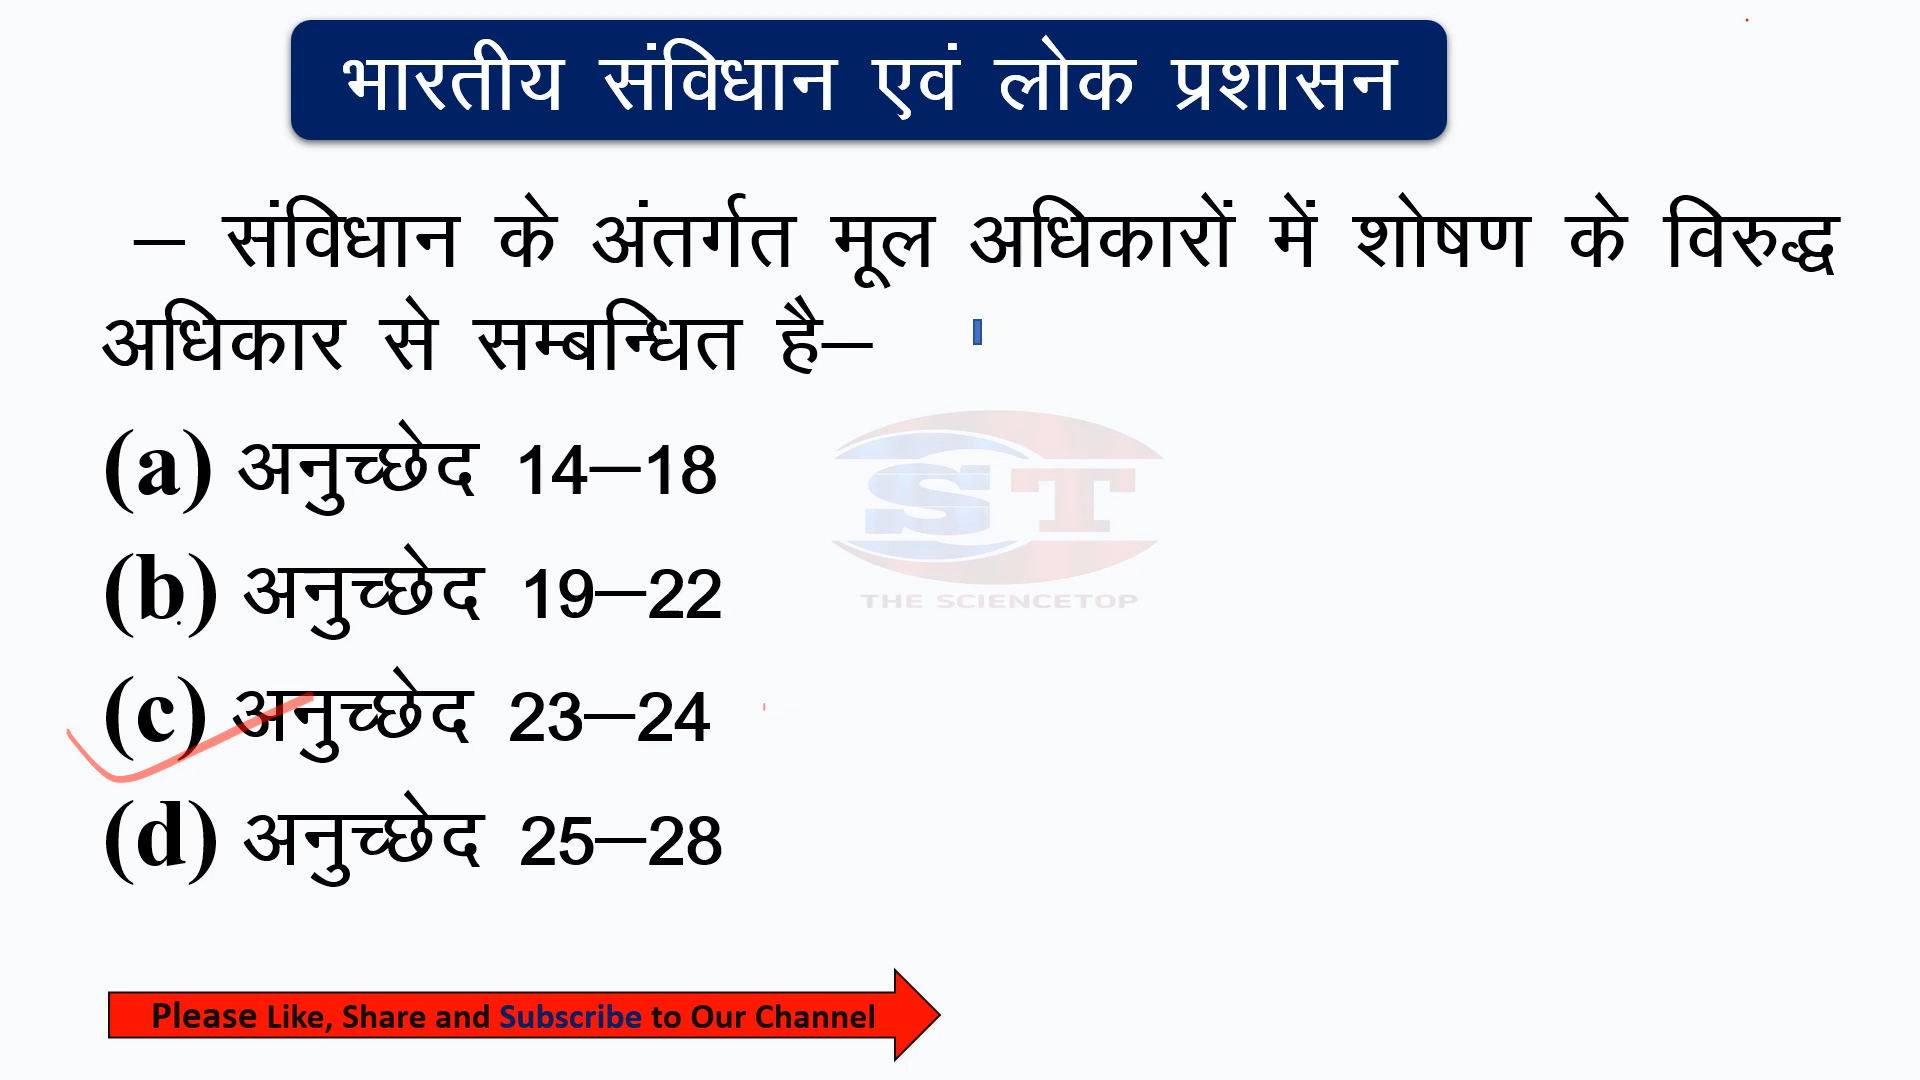 भारतीय संविधान एवं लोक प्रशासन
– संविधान के अंतर्गत मूल अधिकारों में शोषण के विरुद्ध
अधिकार से सम्बन्धित है–
(a) अनुच्छेद 14–18
(b) अनुच्छेद 19–22
(c) अनुच्छेद 23–24
(d) अनुच्छेद 25–28
ST
THE SCIENCETOP
Please Like, Share and Subscribe to Our Channel